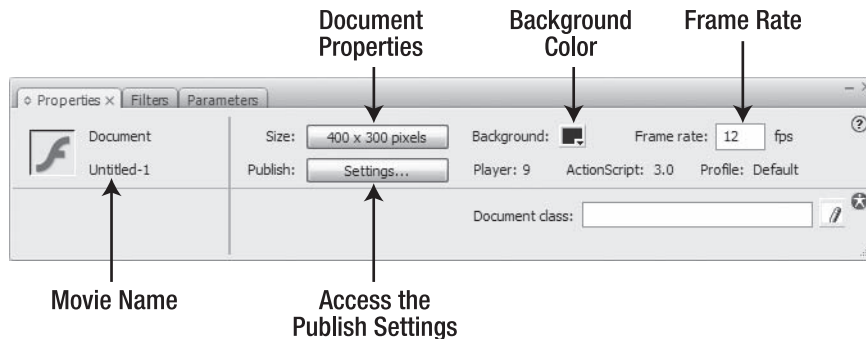 Document
Properties
Background
Color
Frame Rate
Properties × Filters Parameters
Document
Untitled-1
Size: 400 x 300 pixels Background: Frame rate: 12 fps
Publish: Settings... Player: 9 ActionScript: 3.0 Profile: Default
Document class:
Movie Name
Access the
Publish Settings